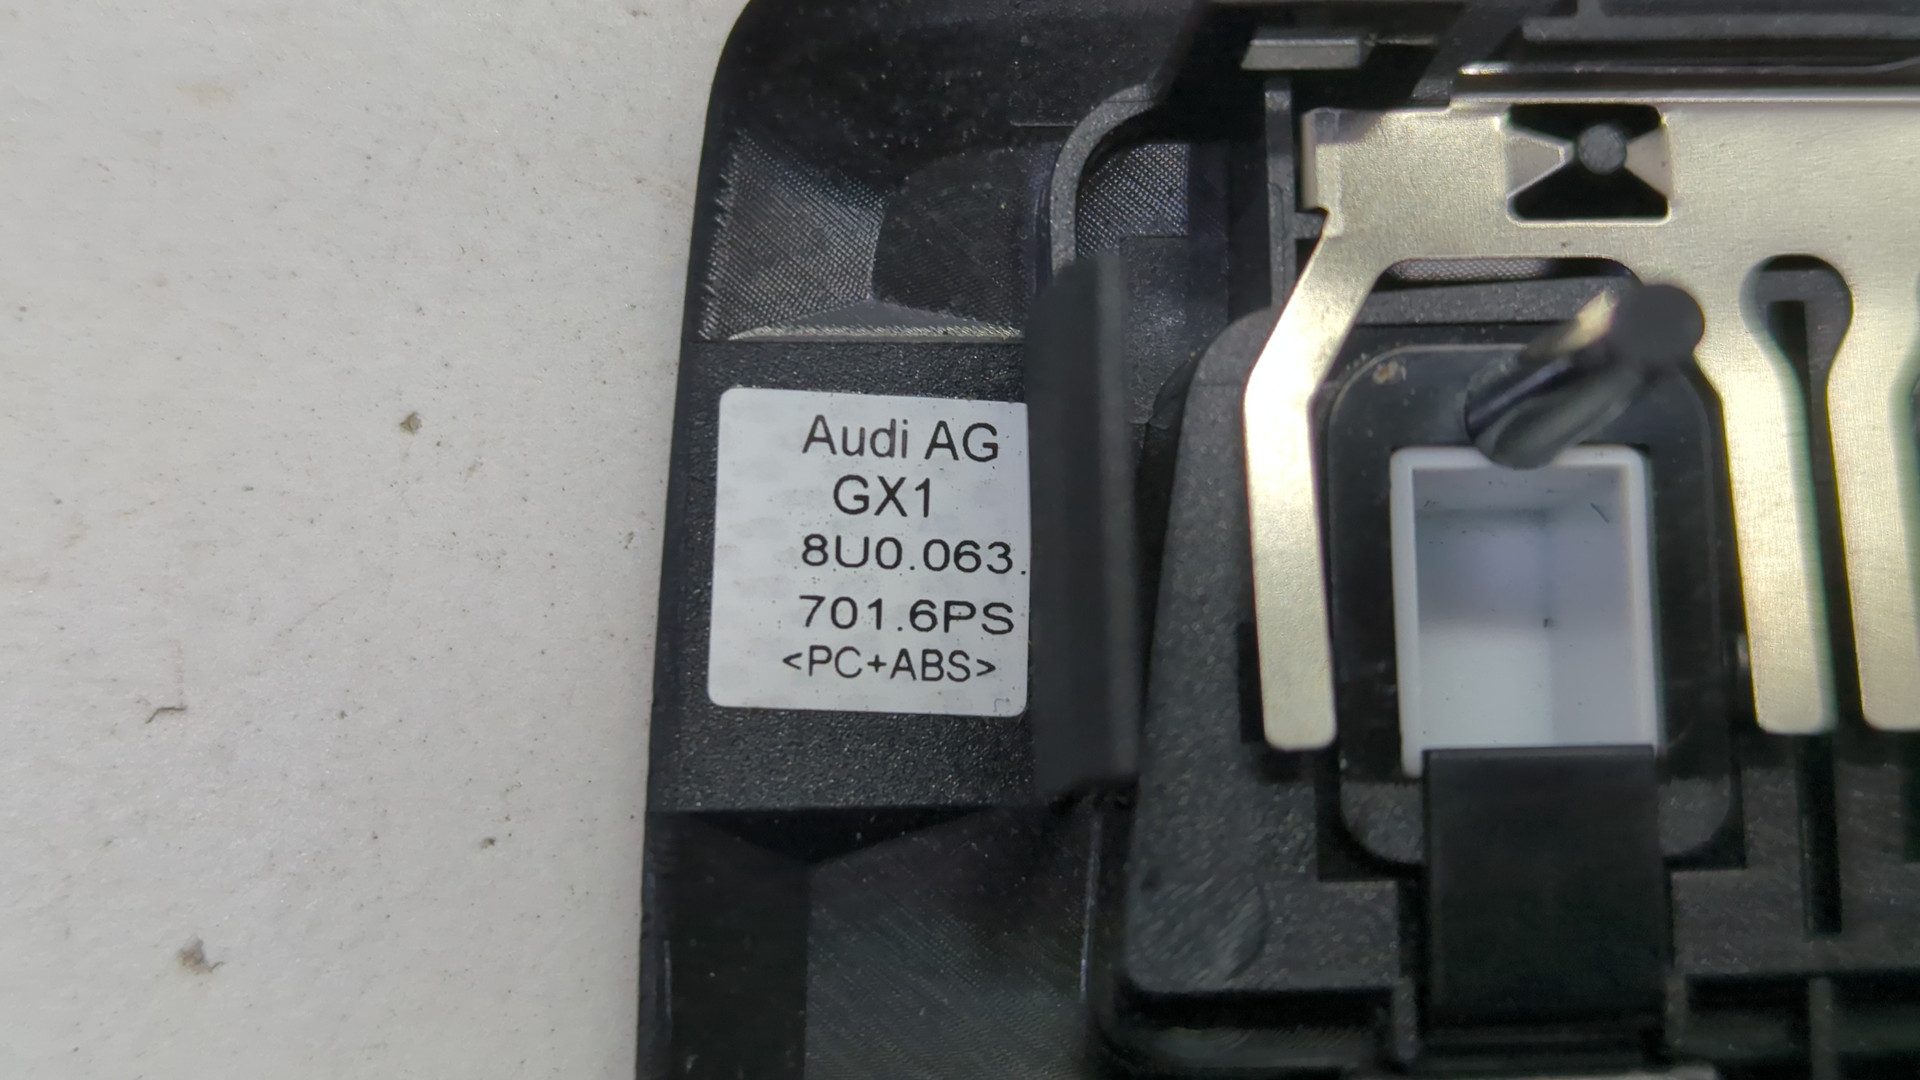 Audi AG
GX1
8U0.063.
701.6PS
<PC+ABS>